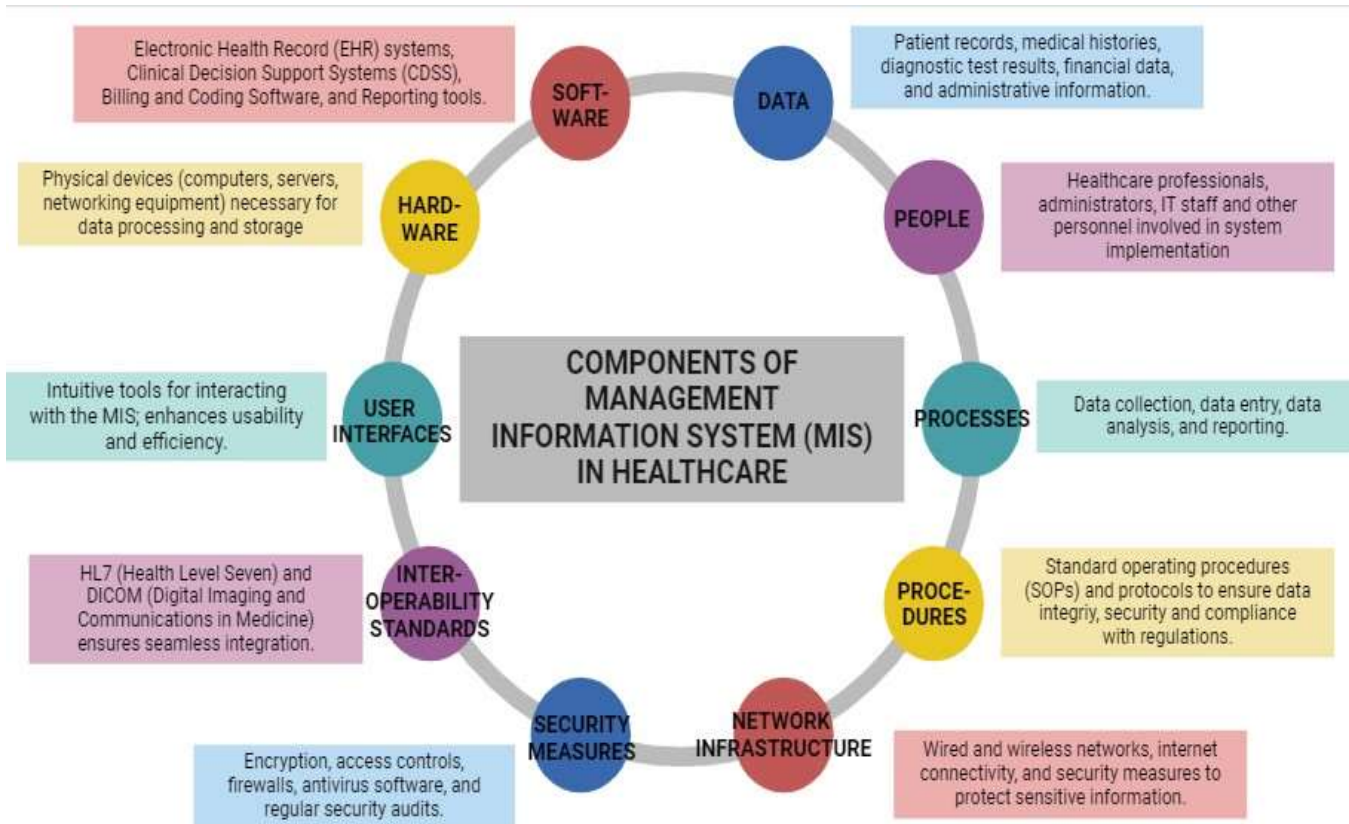 COMPONENTS OF
MANAGEMENT
INFORMATION SYSTEM (MIS)
IN HEALTHCARE
SOFT-
WARE
Electronic Health Record (EHR) systems,
Clinical Decision Support Systems (CDSS),
Billing and Coding Software, and Reporting tools.
DATA
Patient records, medical histories,
diagnostic test results, financial data,
and administrative information.
HARD-
WARE
Physical devices (computers, servers,
networking equipment) necessary for
data processing and storage
PEOPLE
Healthcare professionals,
administrators, IT staff and other
personnel involved in system
implementation
USER
INTERFACES
Intuitive tools for interacting
with the MIS; enhances usability
and efficiency.
PROCESSES
Data collection, data entry, data
analysis, and reporting.
INTER-
OPERABILITY
STANDARDS
HL7 (Health Level Seven) and
DICOM (Digital Imaging and
Communications in Medicine)
ensures seamless integration.
PROCE-
DURES
Standard operating procedures
(SOPs) and protocols to ensure data
integriy, security and compliance
with regulations.
SECURITY
MEASURES
Encryption, access controls,
firewalls, antivirus software, and
regular security audits.
NETWORK
INFRASTRUCTURE
Wired and wireless networks, internet
connectivity, and security measures to
protect sensitive information.